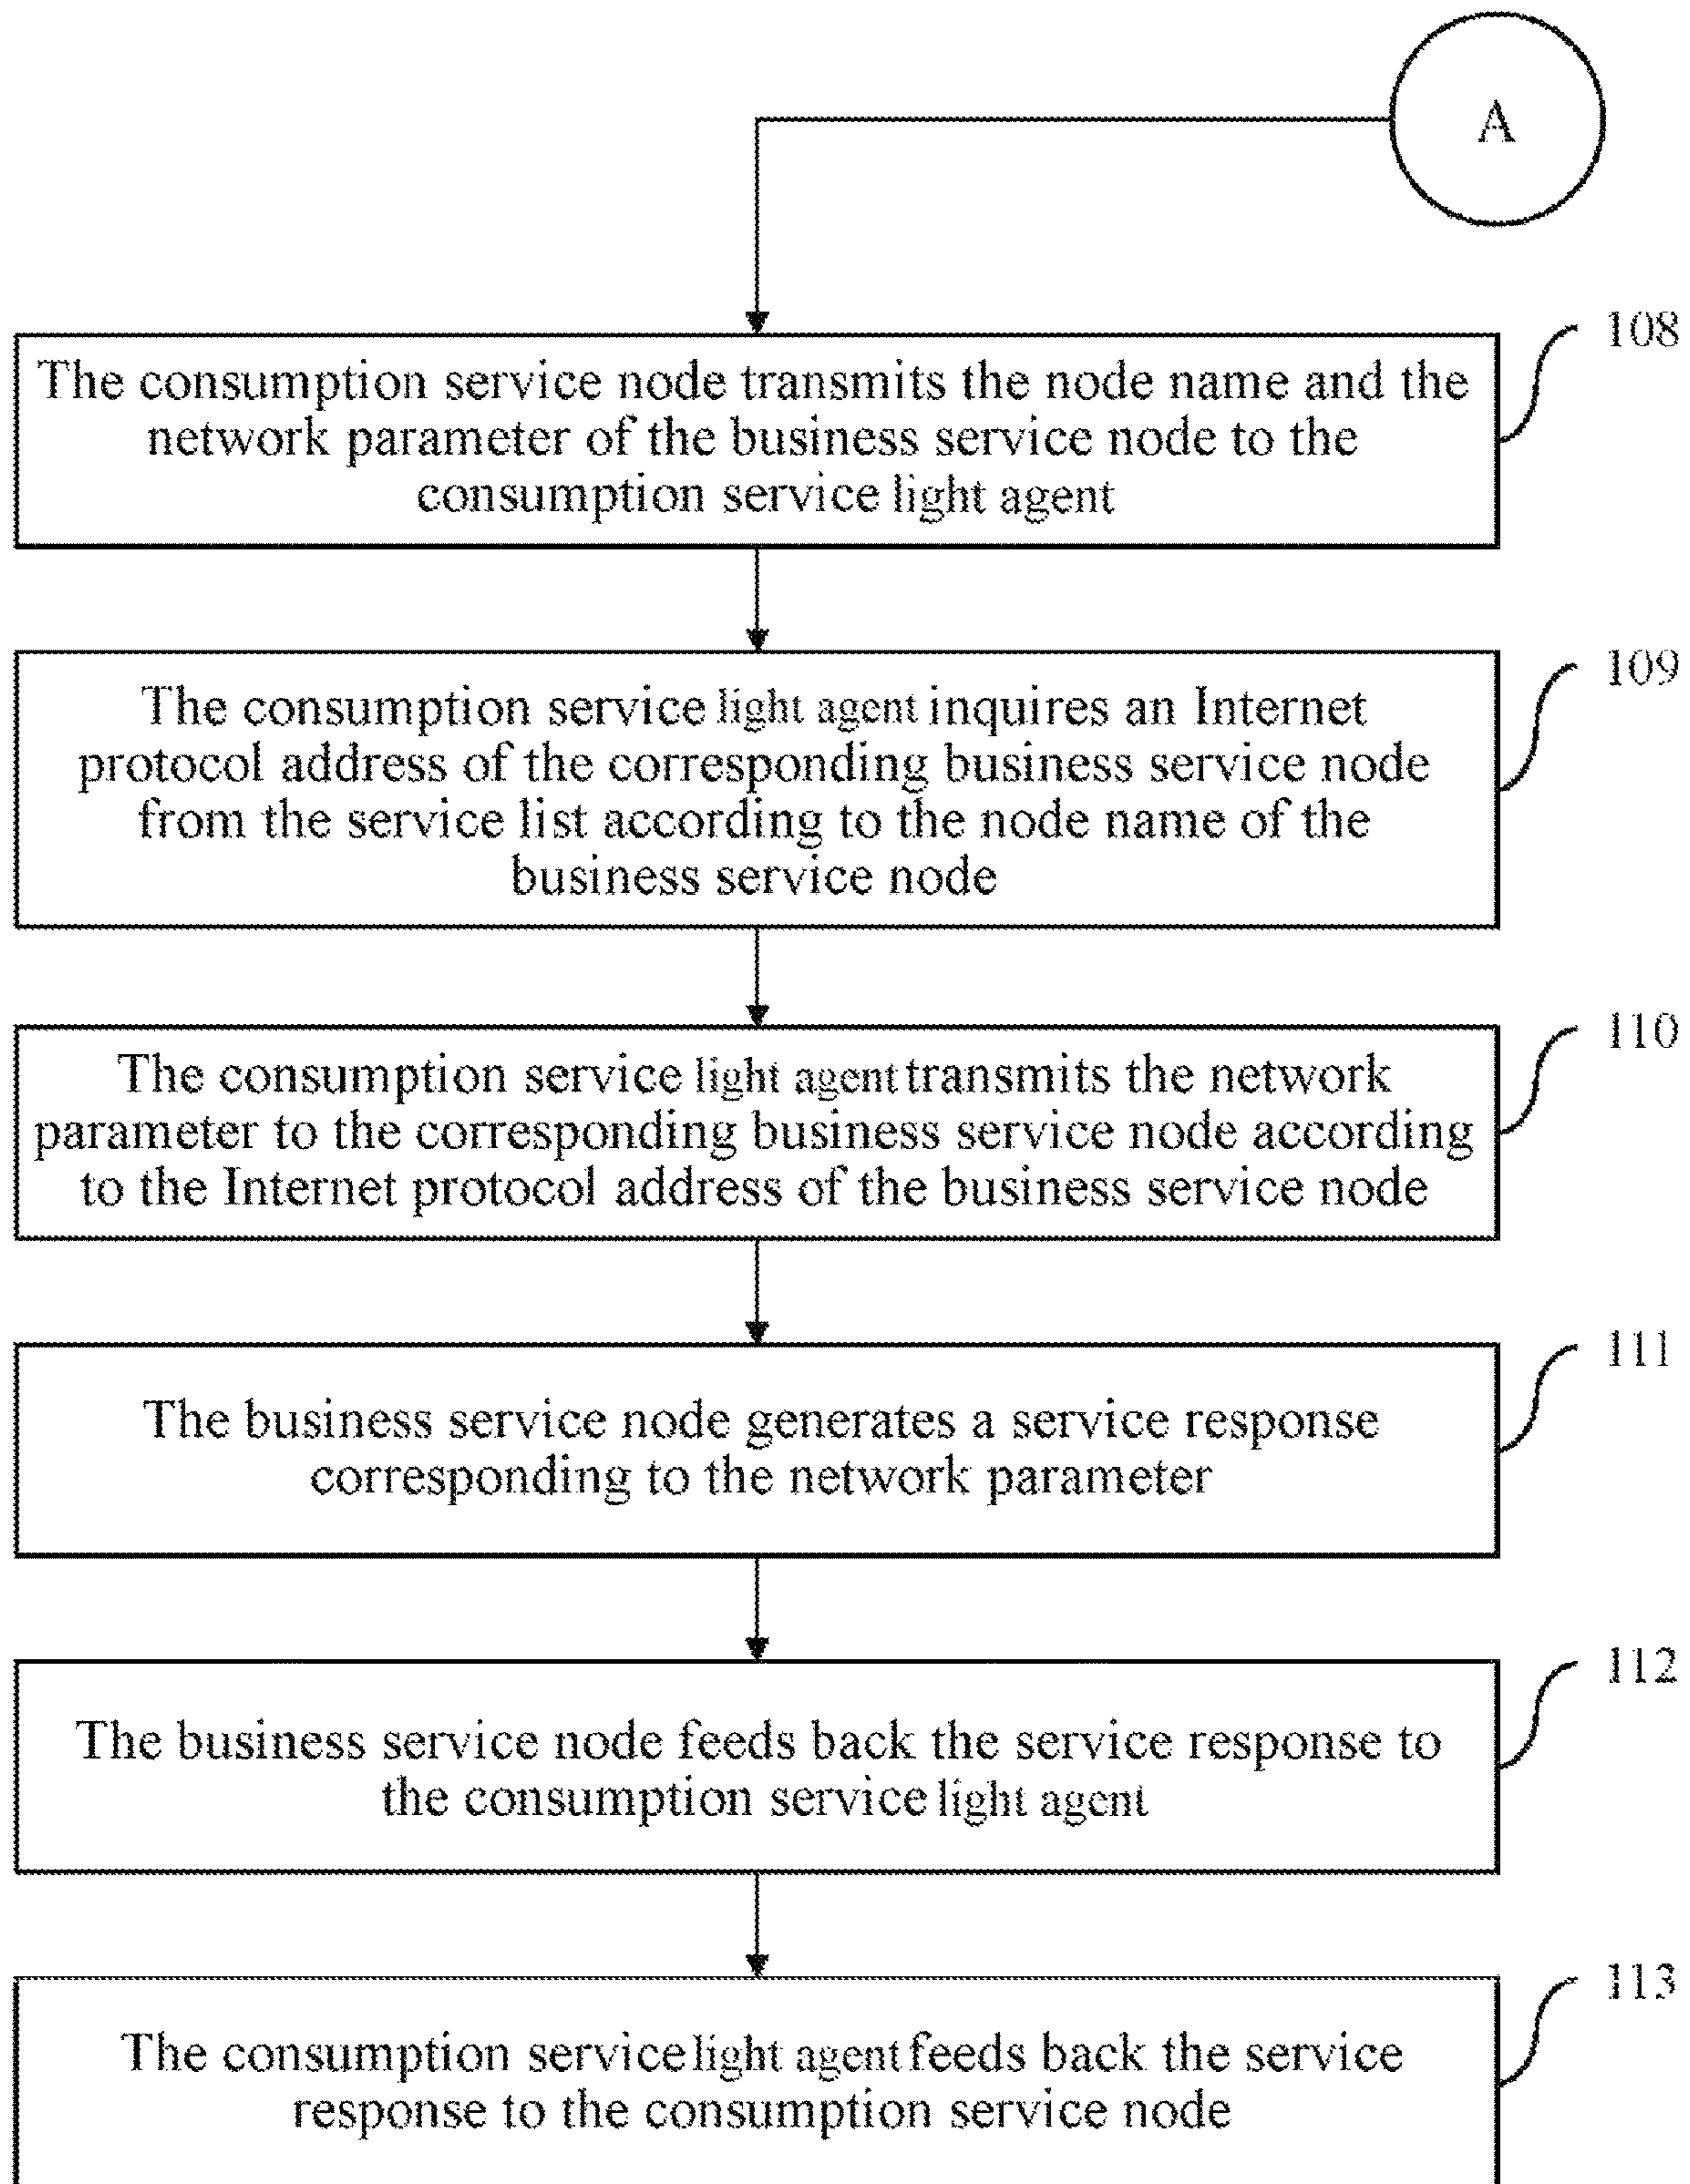 A
108
The consumption service node transmits the node name and the
network parameter of the business service node to the
consumption service light agent
109
The consumption service light agent inquires an Internet
protocol address of the corresponding business service node
from the service list according to the node name of the
business service node
110
The consumption service light agent transmits the network
parameter to the corresponding business service node according
to the Internet protocol address of the business service node
111
The business service node generates a service response
corresponding to the network parameter
112
The business service node feeds back the service response to
the consumption service light agent
113
The consumption service light agent feeds back the service
response to the consumption service node